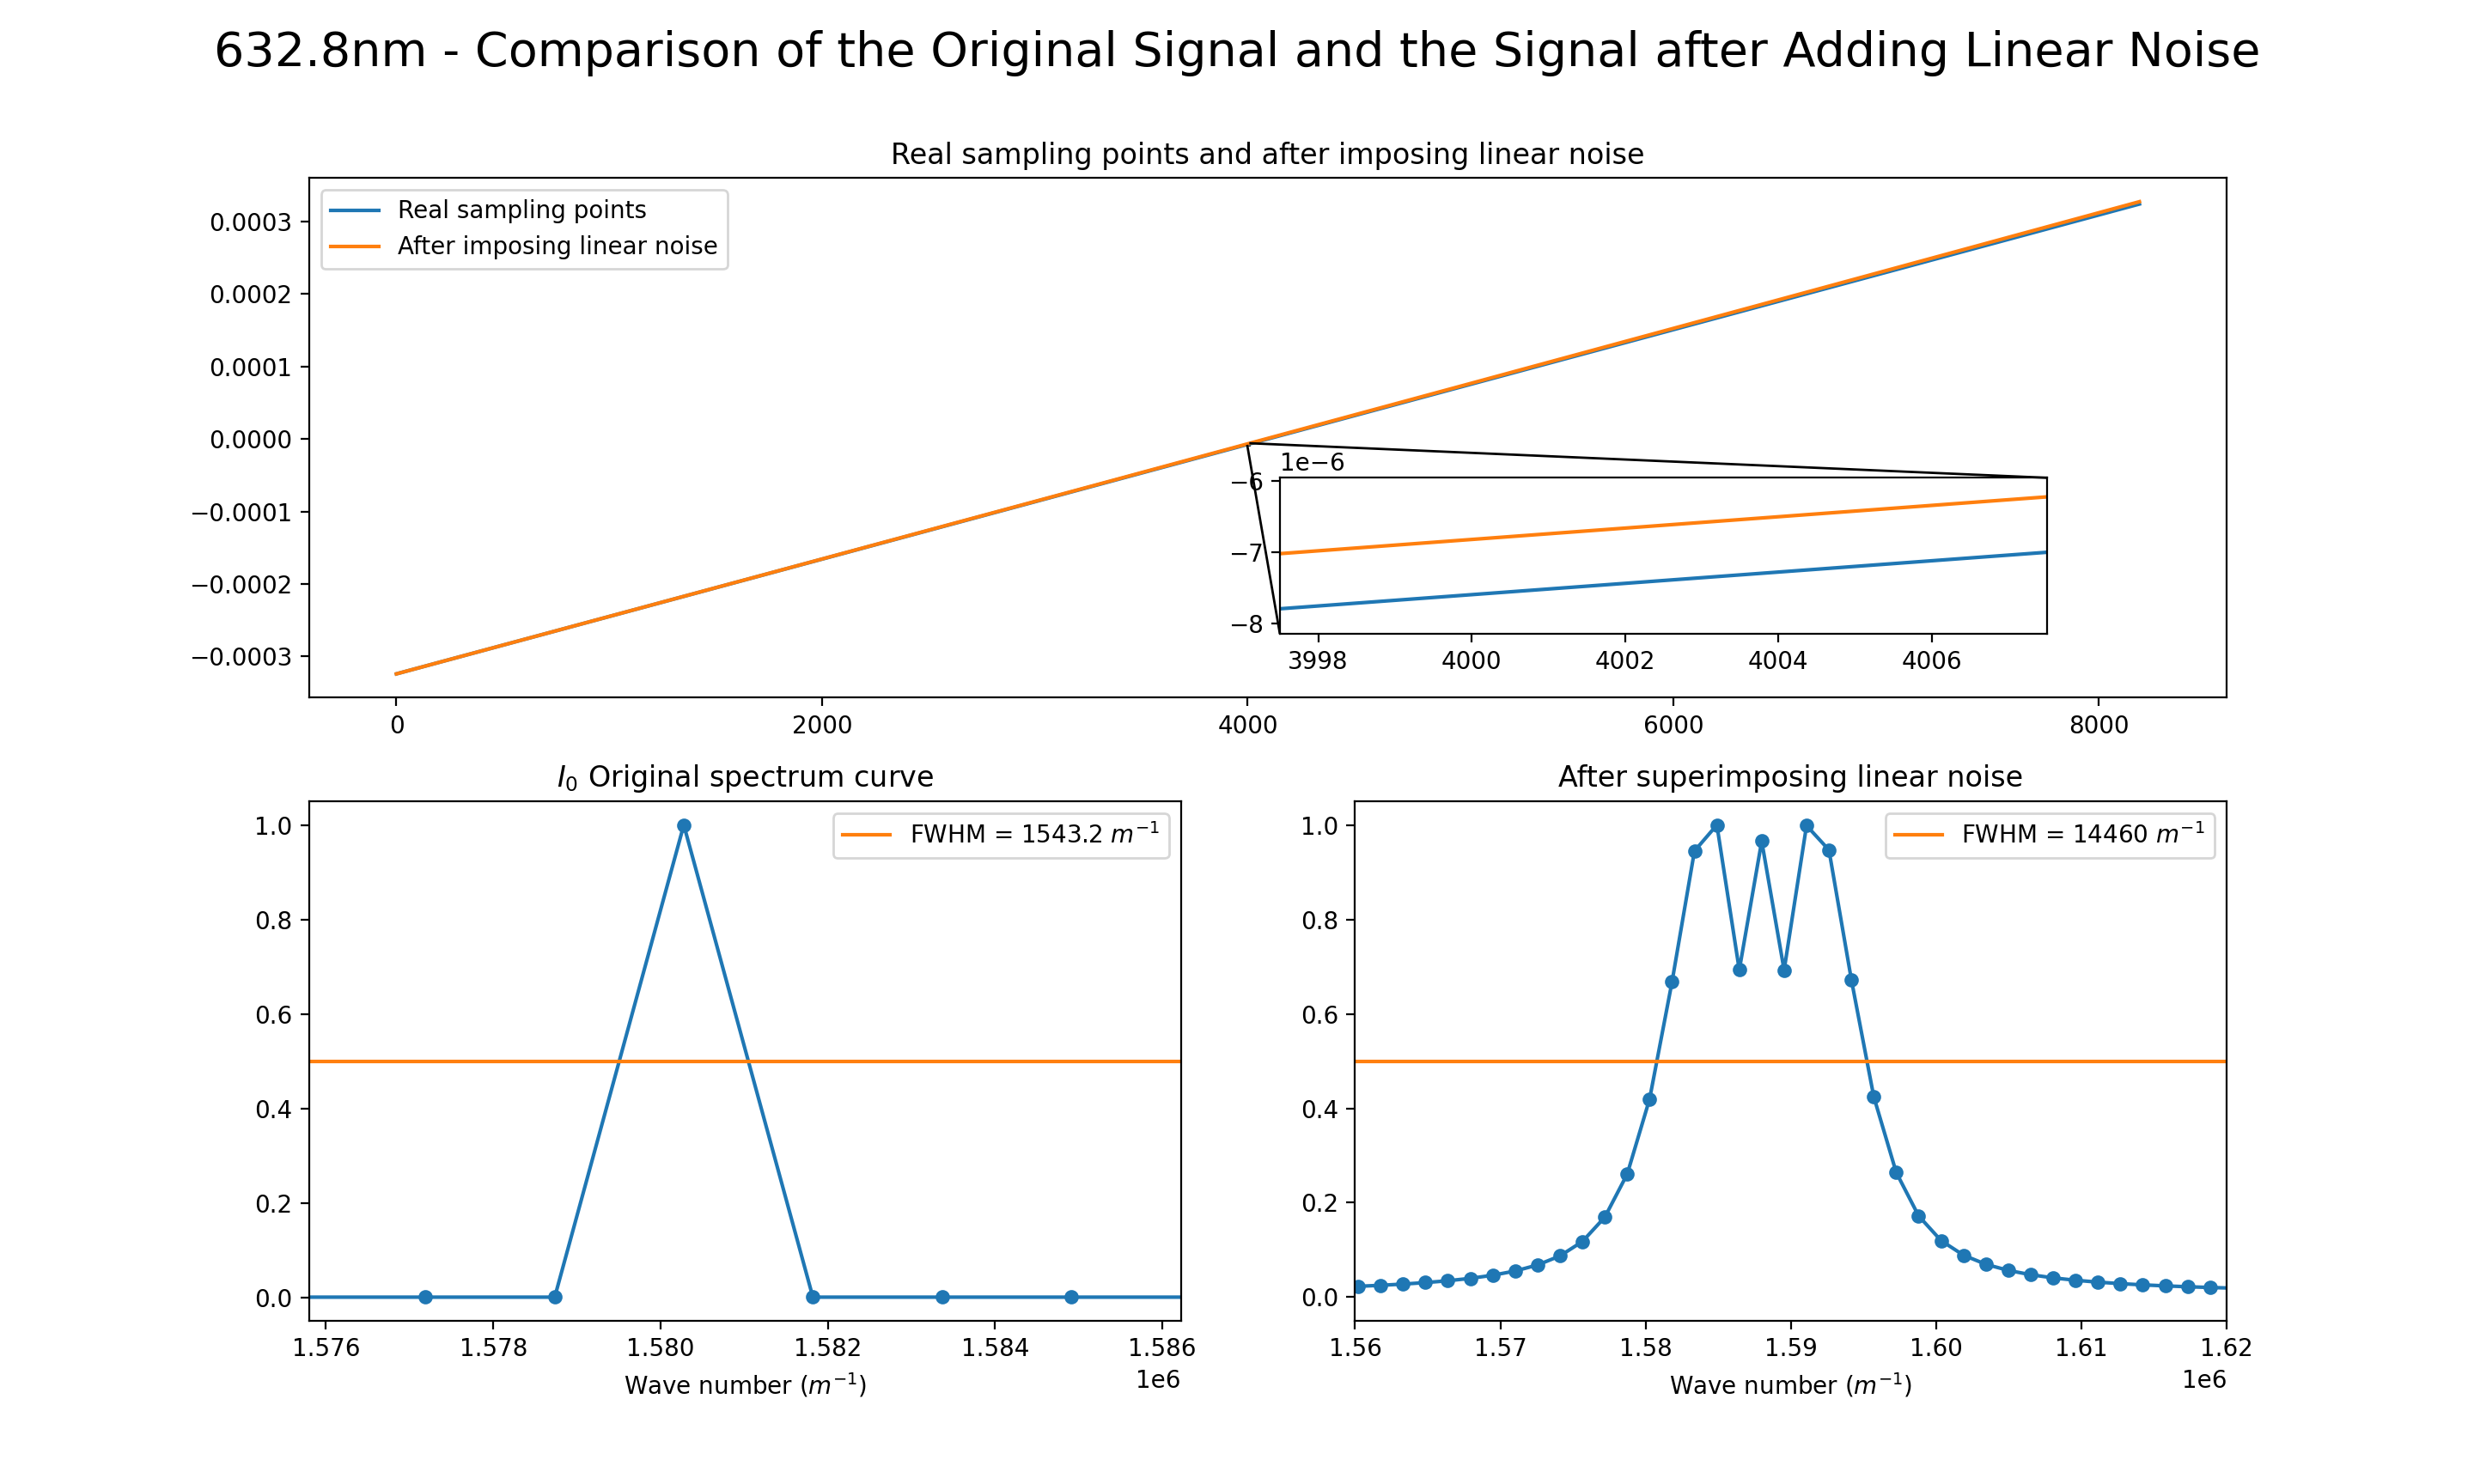 632.8nm - Comparison of the Original Signal and the Signal after Adding Linear Noise
Real sampling points and after imposing linear noise
Real sampling points
After imposing linear noise
0.0003
0.0002
0.0001
0.0000
−0.0001
−0.0002
−0.0003
1e−6
−6
−7
−8
3998 4000 4002 4004 4006
0 2000 4000 6000 8000
I₀ Original spectrum curve
FWHM = 1543.2 m⁻¹
1.0
0.8
0.6
0.4
0.2
0.0
1.576 1.578 1.580 1.582 1.584 1.586
1e6
Wave number (m⁻¹)
After superimposing linear noise
FWHM = 14460 m⁻¹
1.0
0.8
0.6
0.4
0.2
0.0
1.56 1.57 1.58 1.59 1.60 1.61 1.62
1e6
Wave number (m⁻¹)